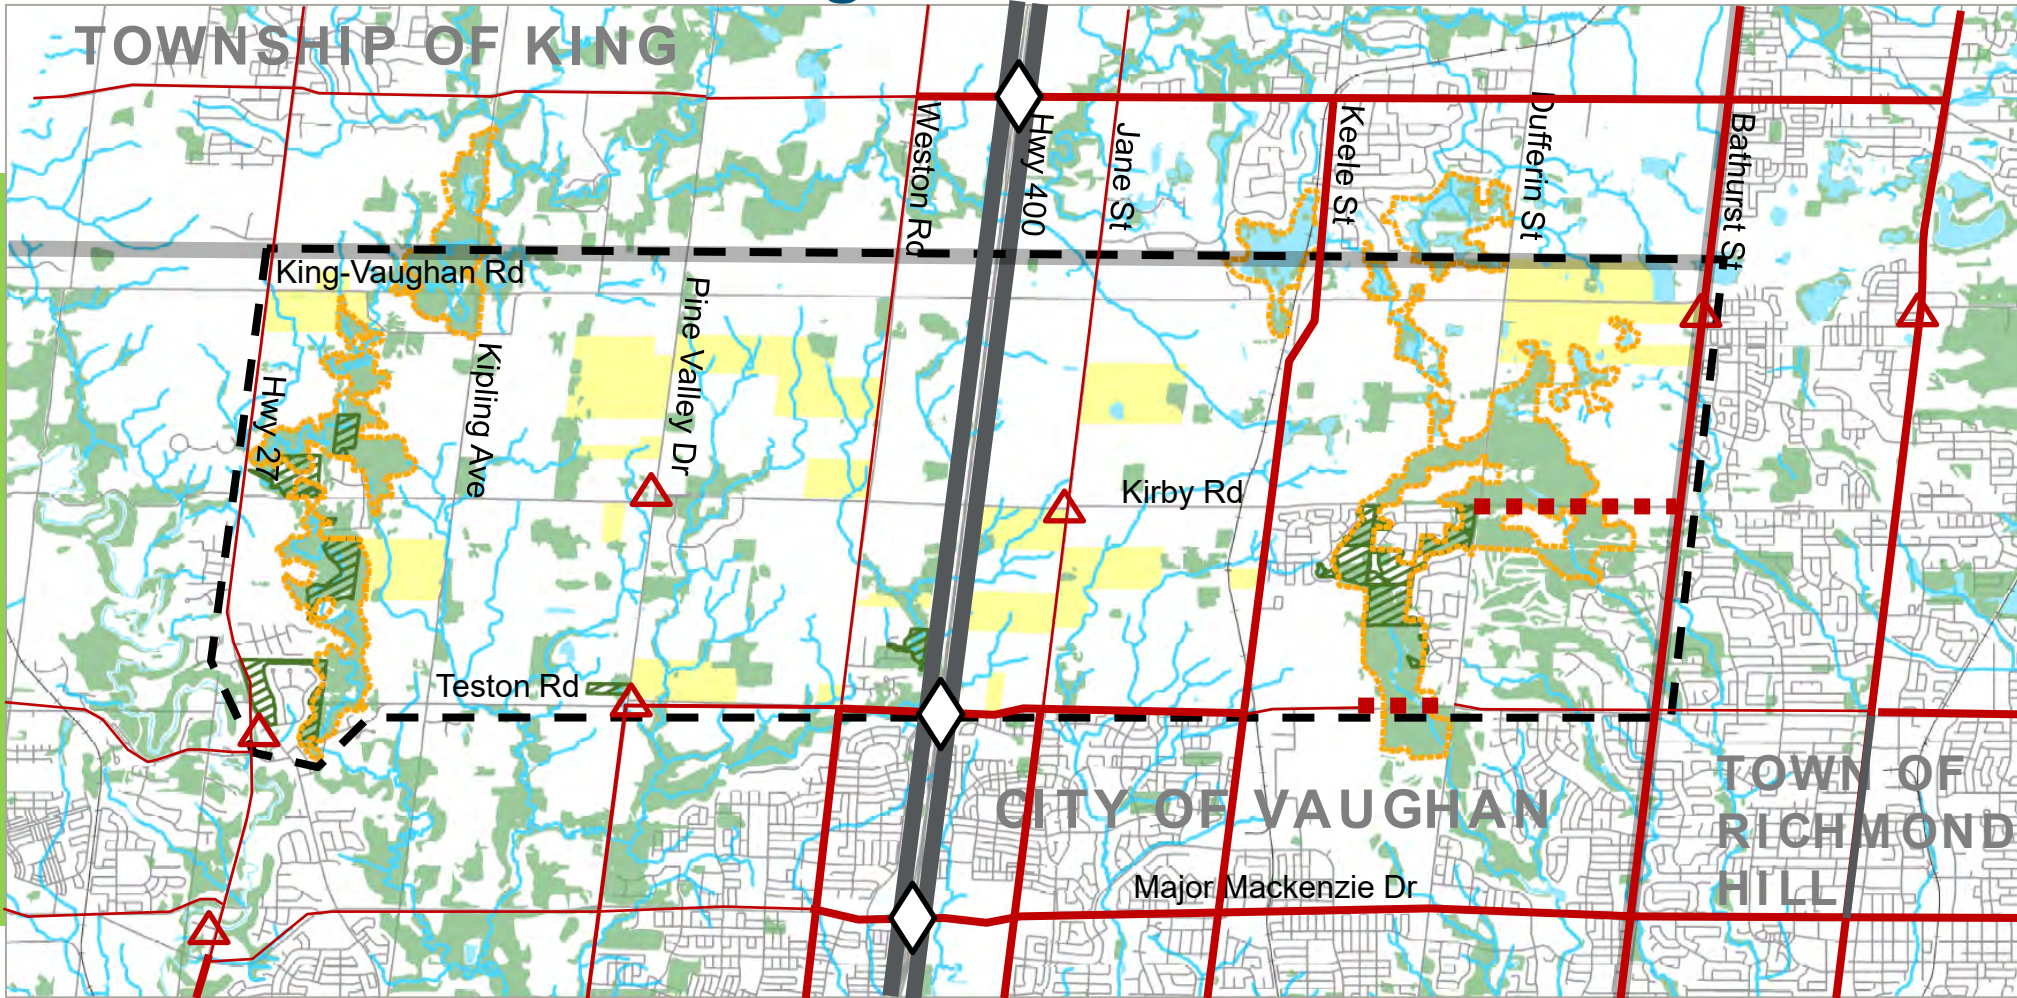 TOWNSHIP OF KING
Weston Rd
Hwy 400
Jane St
Keele St
Dufferin St
Bathurst St
King-Vaughan Rd
Pine Valley Dr
Kipling Ave
Hwy 27
Kirby Rd
Teston Rd
CITY OF VAUGHAN
TOWN OF
RICHMOND
HILL
Major Mackenzie Dr